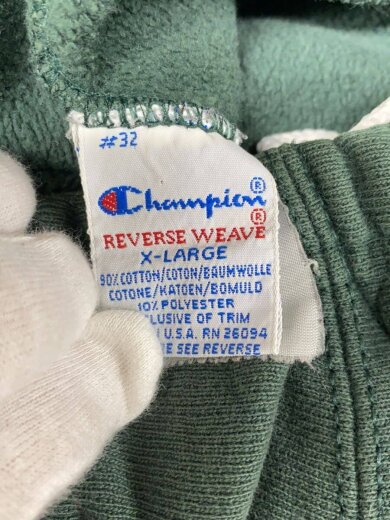 #32
Champion®
®
REVERSE WEAVE
X-LARGE
90% COTTON/COTON/BAUMWOLLE
COTONE/KATOEN/BOMULD
10% POLYESTER
LUSIVE OF TRIM
U.S.A. RN 26094
E SEE REVERSE